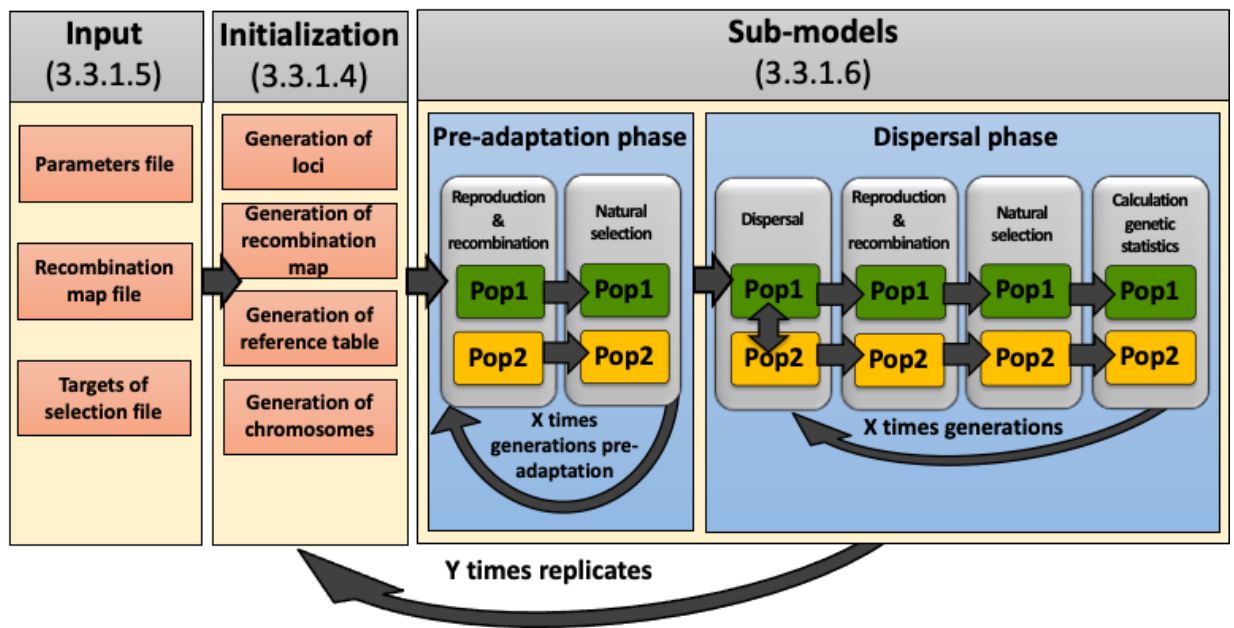 Input
(3.3.1.5)
Parameters file
Recombination
map file
Targets of
selection file
Initialization
(3.3.1.4)
Generation of
loci
Generation of
recombination
map
Generation of
reference table
Generation of
chromosomes
Sub-models
(3.3.1.6)
Pre-adaptation phase
Reproduction
&
recombination
Natural
selection
Pop1
Pop1
Pop2
Pop2
X times
generations pre-
adaptation
Dispersal phase
Dispersal
Reproduction
&
recombination
Natural
selection
Calculation
genetic
statistics
Pop1
Pop1
Pop1
Pop1
Pop2
Pop2
Pop2
Pop2
X times generations
Y times replicates